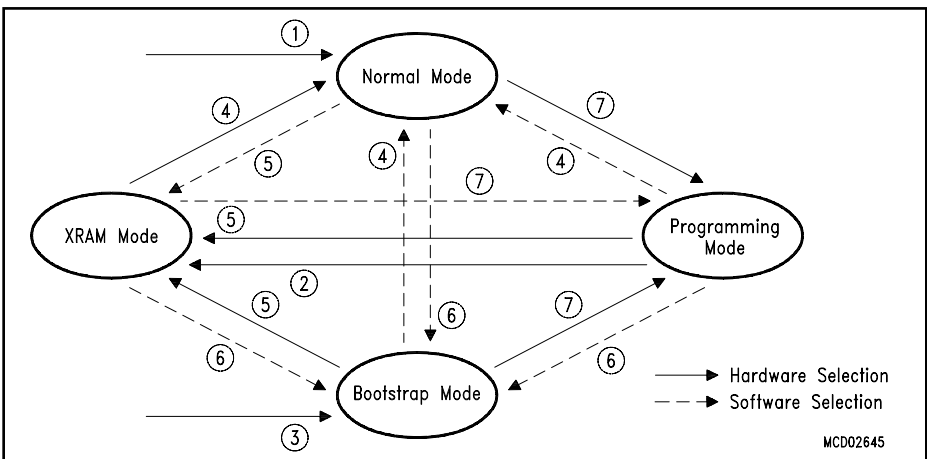 ①
Normal Mode
④
⑦
⑤
④
④
⑦
XRAM Mode
⑤
Programming
Mode
②
⑤
⑦
⑥
⑥
⑥
Bootstrap Mode
③
Hardware Selection
Software Selection
MCD02645